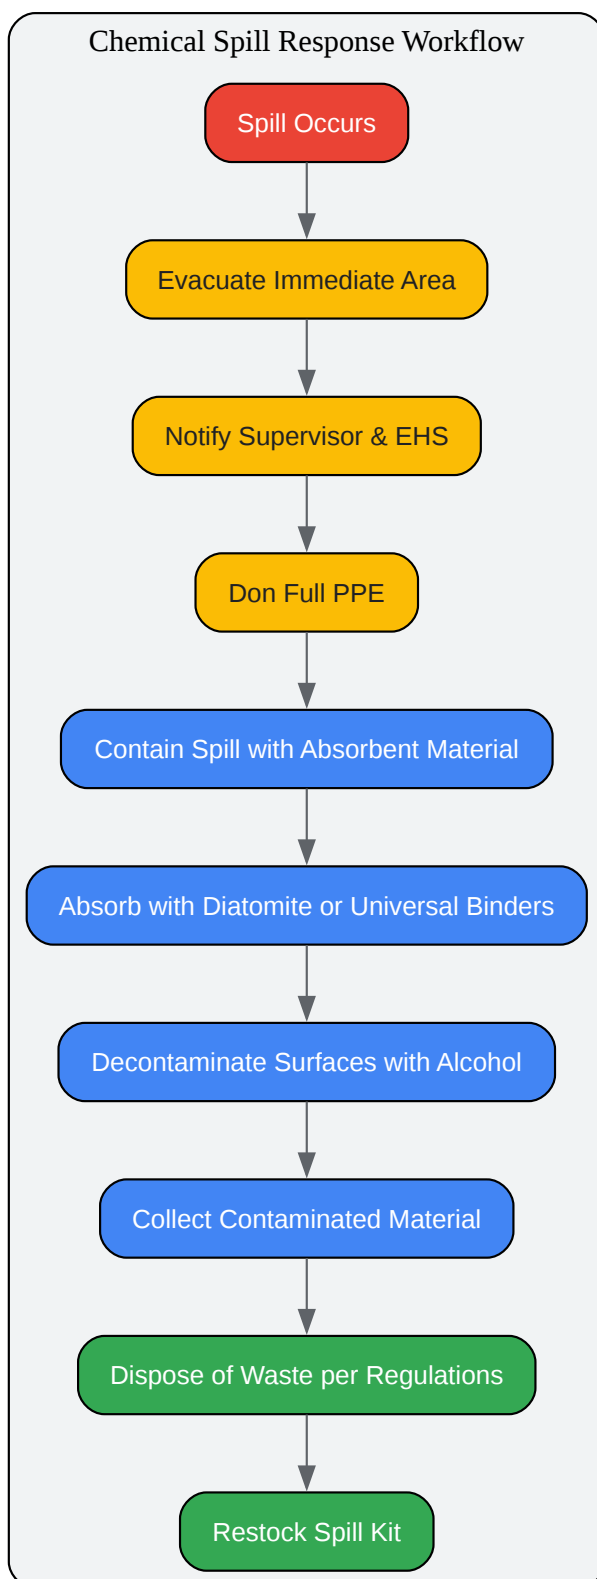 Chemical Spill Response Workflow
Spill Occurs
Evacuate Immediate Area
Notify Supervisor & EHS
Don Full PPE
Contain Spill with Absorbent Material
Absorb with Diatomite or Universal Binders
Decontaminate Surfaces with Alcohol
Collect Contaminated Material
Dispose of Waste per Regulations
Restock Spill Kit